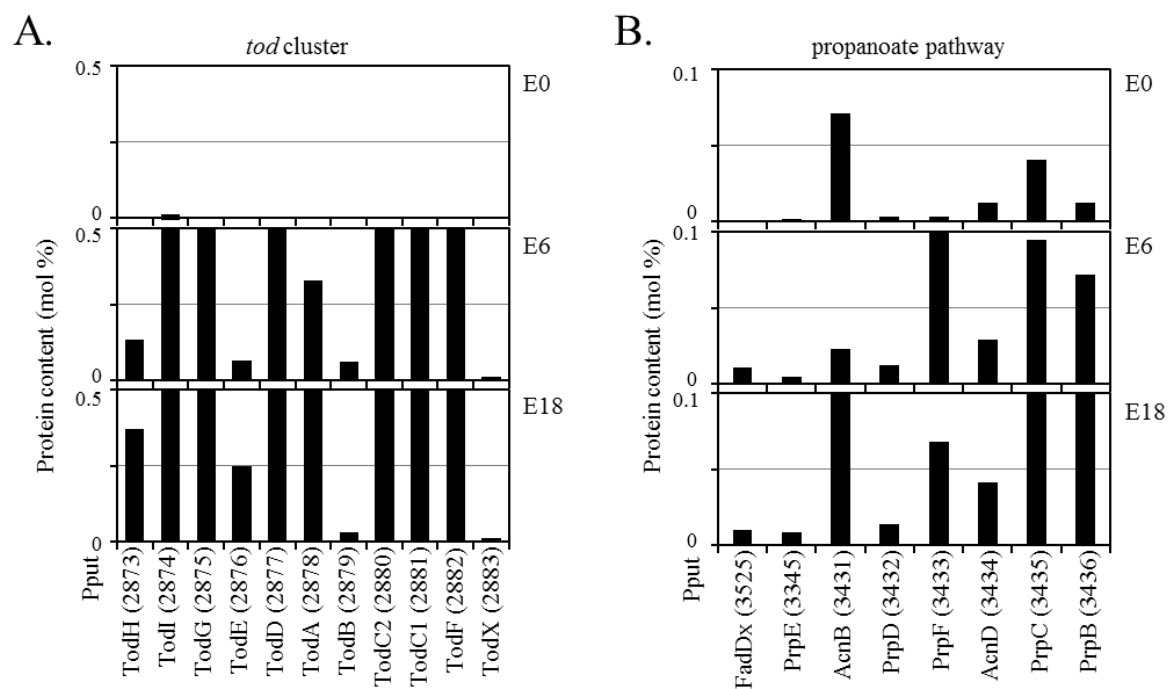 A.
tod cluster
0.5
E0
0
0.5
E6
0
0.5
E18
0
Protein content (mol %)
Pput
TodH (2873)
TodI (2874)
TodG (2875)
TodE (2876)
TodD (2877)
TodA (2878)
TodB (2879)
TodC2 (2880)
TodC1 (2881)
TodF (2882)
TodX (2883)
B.
propanoate pathway
0.1
E0
0
0.1
E6
0
0.1
E18
0
Protein content (mol %)
Pput
FadDx (3525)
PrpE (3345)
AcnB (3431)
PrpD (3432)
PrpF (3433)
AcnD (3434)
PrpC (3435)
PrpB (3436)